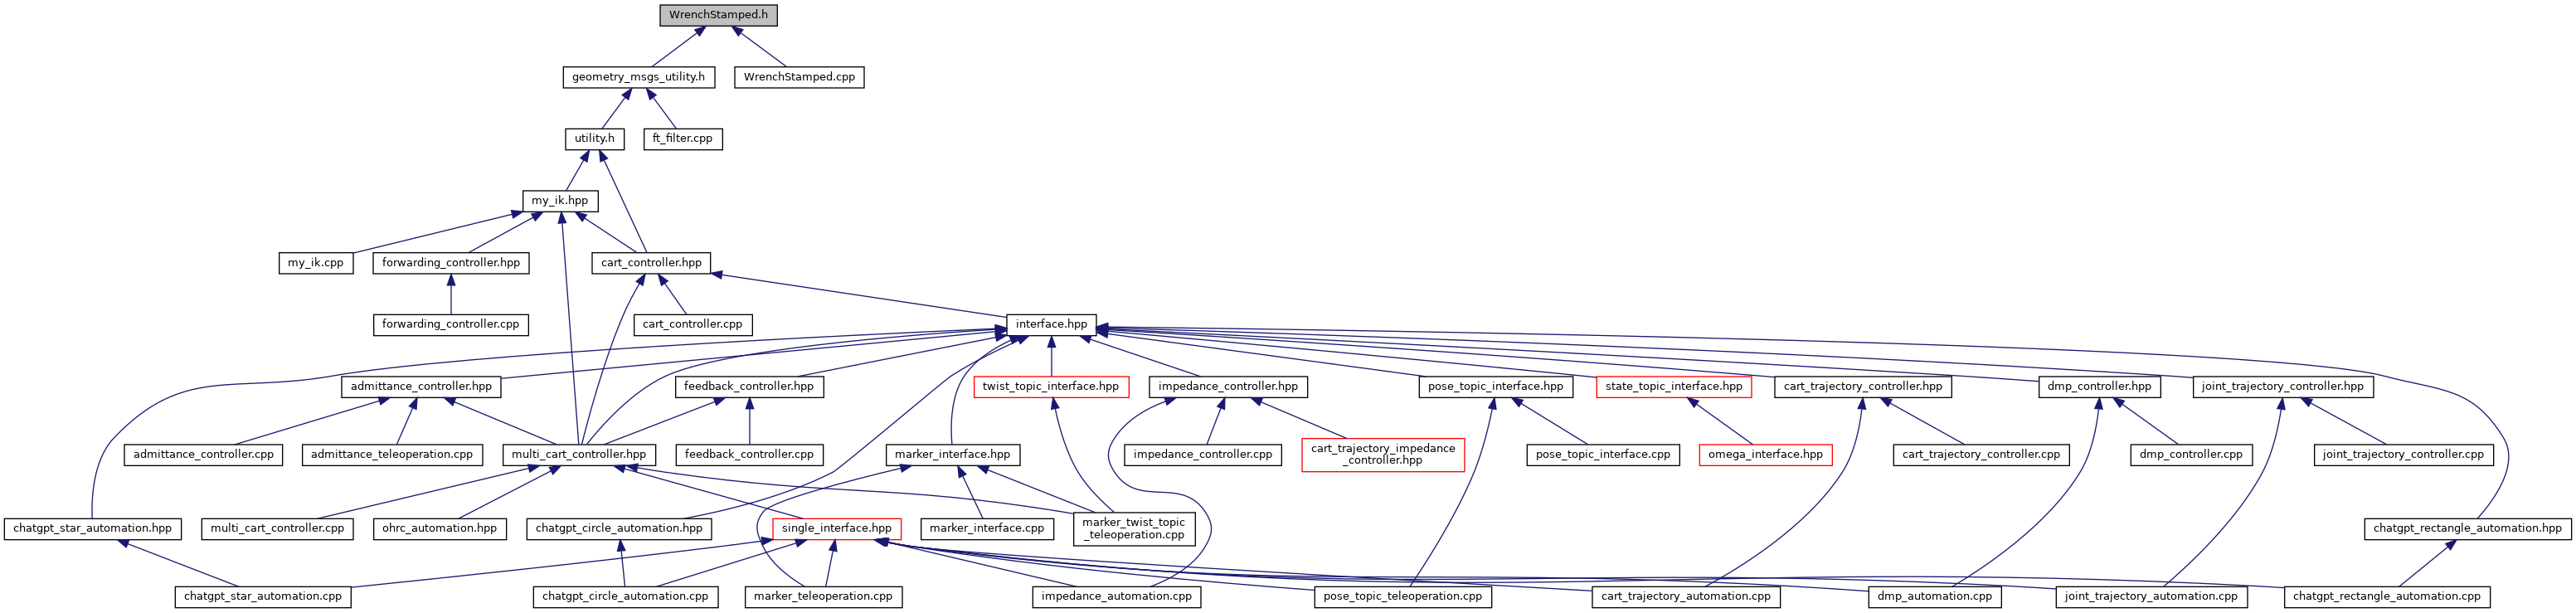 WrenchStamped.h
geometry_msgs_utility.h
WrenchStamped.cpp
utility.h
ft_filter.cpp
my_ik.hpp
my_ik.cpp
forwarding_controller.hpp
cart_controller.hpp
forwarding_controller.cpp
cart_controller.cpp
interface.hpp
admittance_controller.hpp
feedback_controller.hpp
twist_topic_interface.hpp
impedance_controller.hpp
pose_topic_interface.hpp
state_topic_interface.hpp
cart_trajectory_controller.hpp
dmp_controller.hpp
joint_trajectory_controller.hpp
admittance_controller.cpp
admittance_teleoperation.cpp
multi_cart_controller.hpp
feedback_controller.cpp
marker_interface.hpp
impedance_controller.cpp
cart_trajectory_impedance
_controller.hpp
pose_topic_interface.cpp
omega_interface.hpp
cart_trajectory_controller.cpp
dmp_controller.cpp
joint_trajectory_controller.cpp
chatgpt_star_automation.hpp
multi_cart_controller.cpp
ohrc_automation.hpp
chatgpt_circle_automation.hpp
single_interface.hpp
marker_interface.cpp
marker_twist_topic
_teleoperation.cpp
chatgpt_rectangle_automation.hpp
chatgpt_star_automation.cpp
chatgpt_circle_automation.cpp
marker_teleoperation.cpp
impedance_automation.cpp
pose_topic_teleoperation.cpp
cart_trajectory_automation.cpp
dmp_automation.cpp
joint_trajectory_automation.cpp
chatgpt_rectangle_automation.cpp